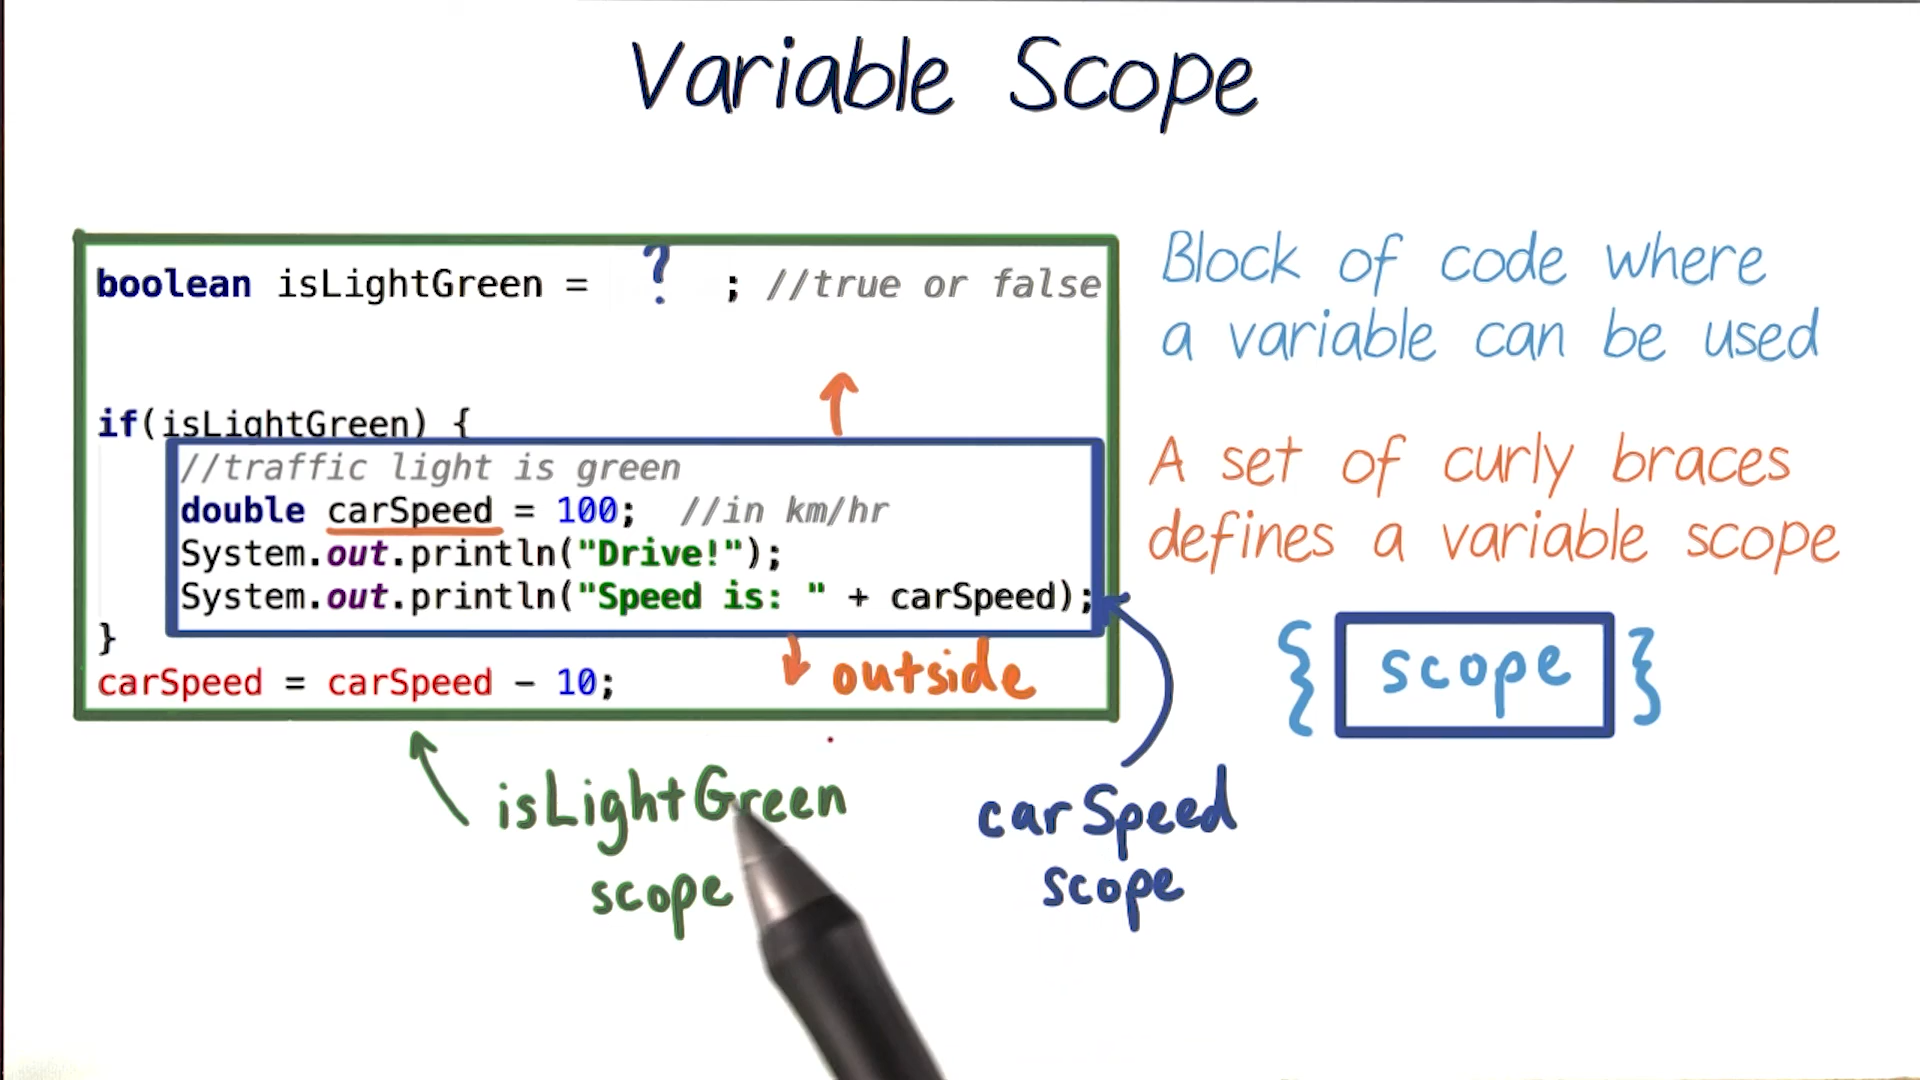 Variable Scope
boolean isLightGreen = ? ; //true or false
if(isLightGreen) {
//traffic light is green
double carSpeed = 100; //in km/hr
System.out.println("Drive!");
System.out.println("Speed is: " + carSpeed);
}
carSpeed = carSpeed - 10;
outside
isLightGreen
scope
carSpeed
scope
Block of code where
a variable can be used
A set of curly braces
defines a variable scope
{ scope }